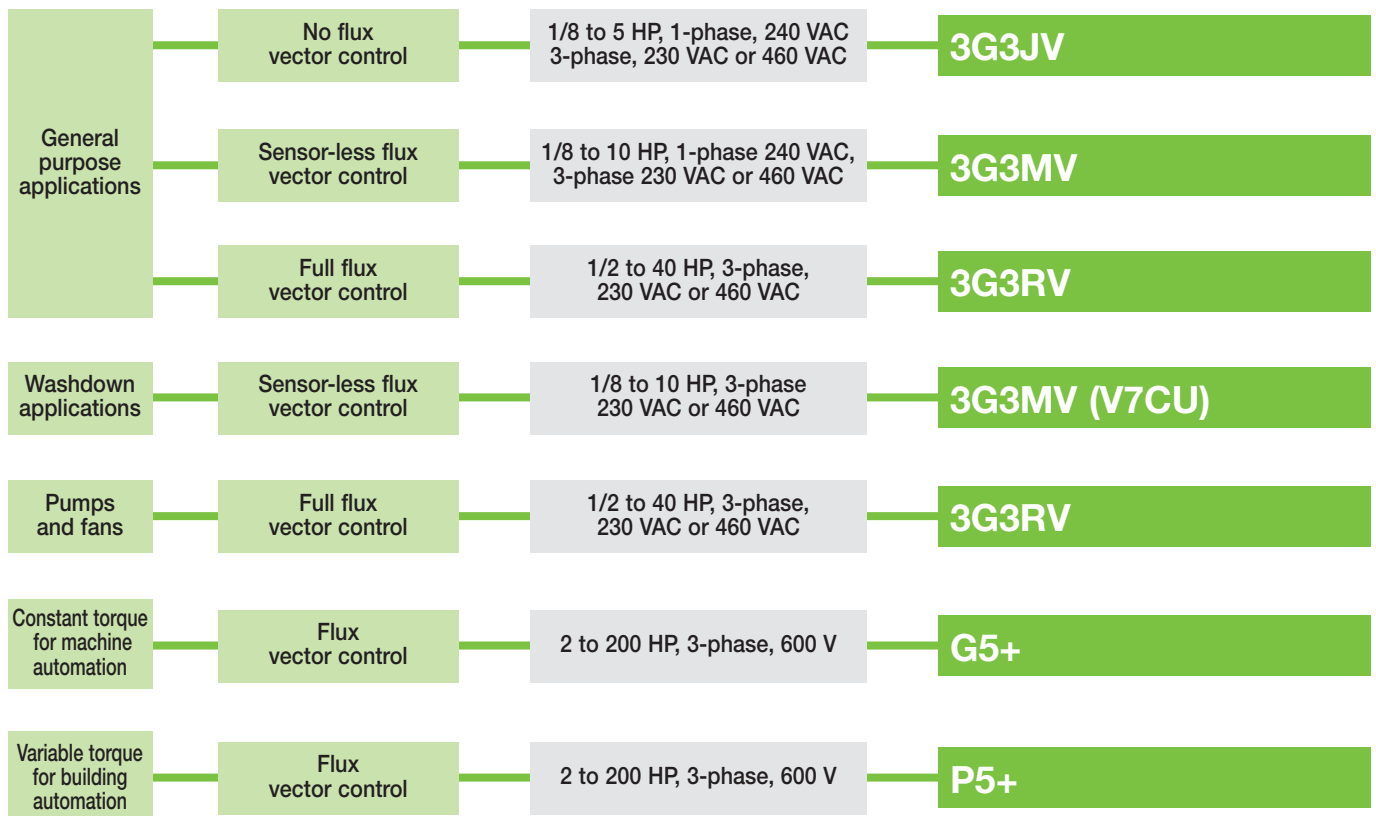 General
purpose
applications
No flux
vector control
1/8 to 5 HP, 1-phase, 240 VAC
3-phase, 230 VAC or 460 VAC
3G3JV
Sensor-less flux
vector control
1/8 to 10 HP, 1-phase 240 VAC,
3-phase 230 VAC or 460 VAC
3G3MV
Full flux
vector control
1/2 to 40 HP, 3-phase,
230 VAC or 460 VAC
3G3RV
Washdown
applications
Sensor-less flux
vector control
1/8 to 10 HP, 3-phase
230 VAC or 460 VAC
3G3MV (V7CU)
Pumps
and fans
Full flux
vector control
1/2 to 40 HP, 3-phase,
230 VAC or 460 VAC
3G3RV
Constant torque
for machine
automation
Flux
vector control
2 to 200 HP, 3-phase, 600 V
G5+
Variable torque
for building
automation
Flux
vector control
2 to 200 HP, 3-phase, 600 V
P5+